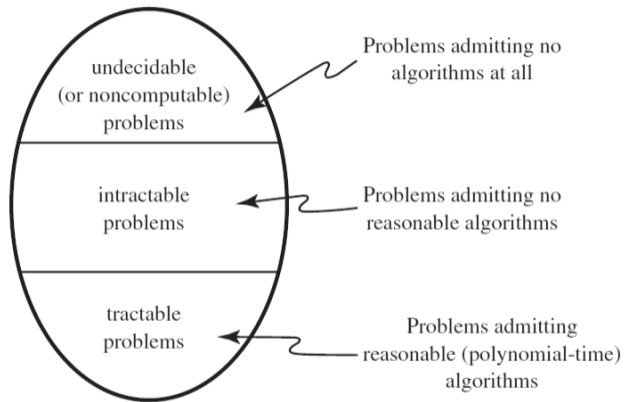 undecidable
(or noncomputable)
problems
Problems admitting no
algorithms at all
intractable
problems
Problems admitting no
reasonable algorithms
tractable
problems
Problems admitting
reasonable (polynomial-time)
algorithms